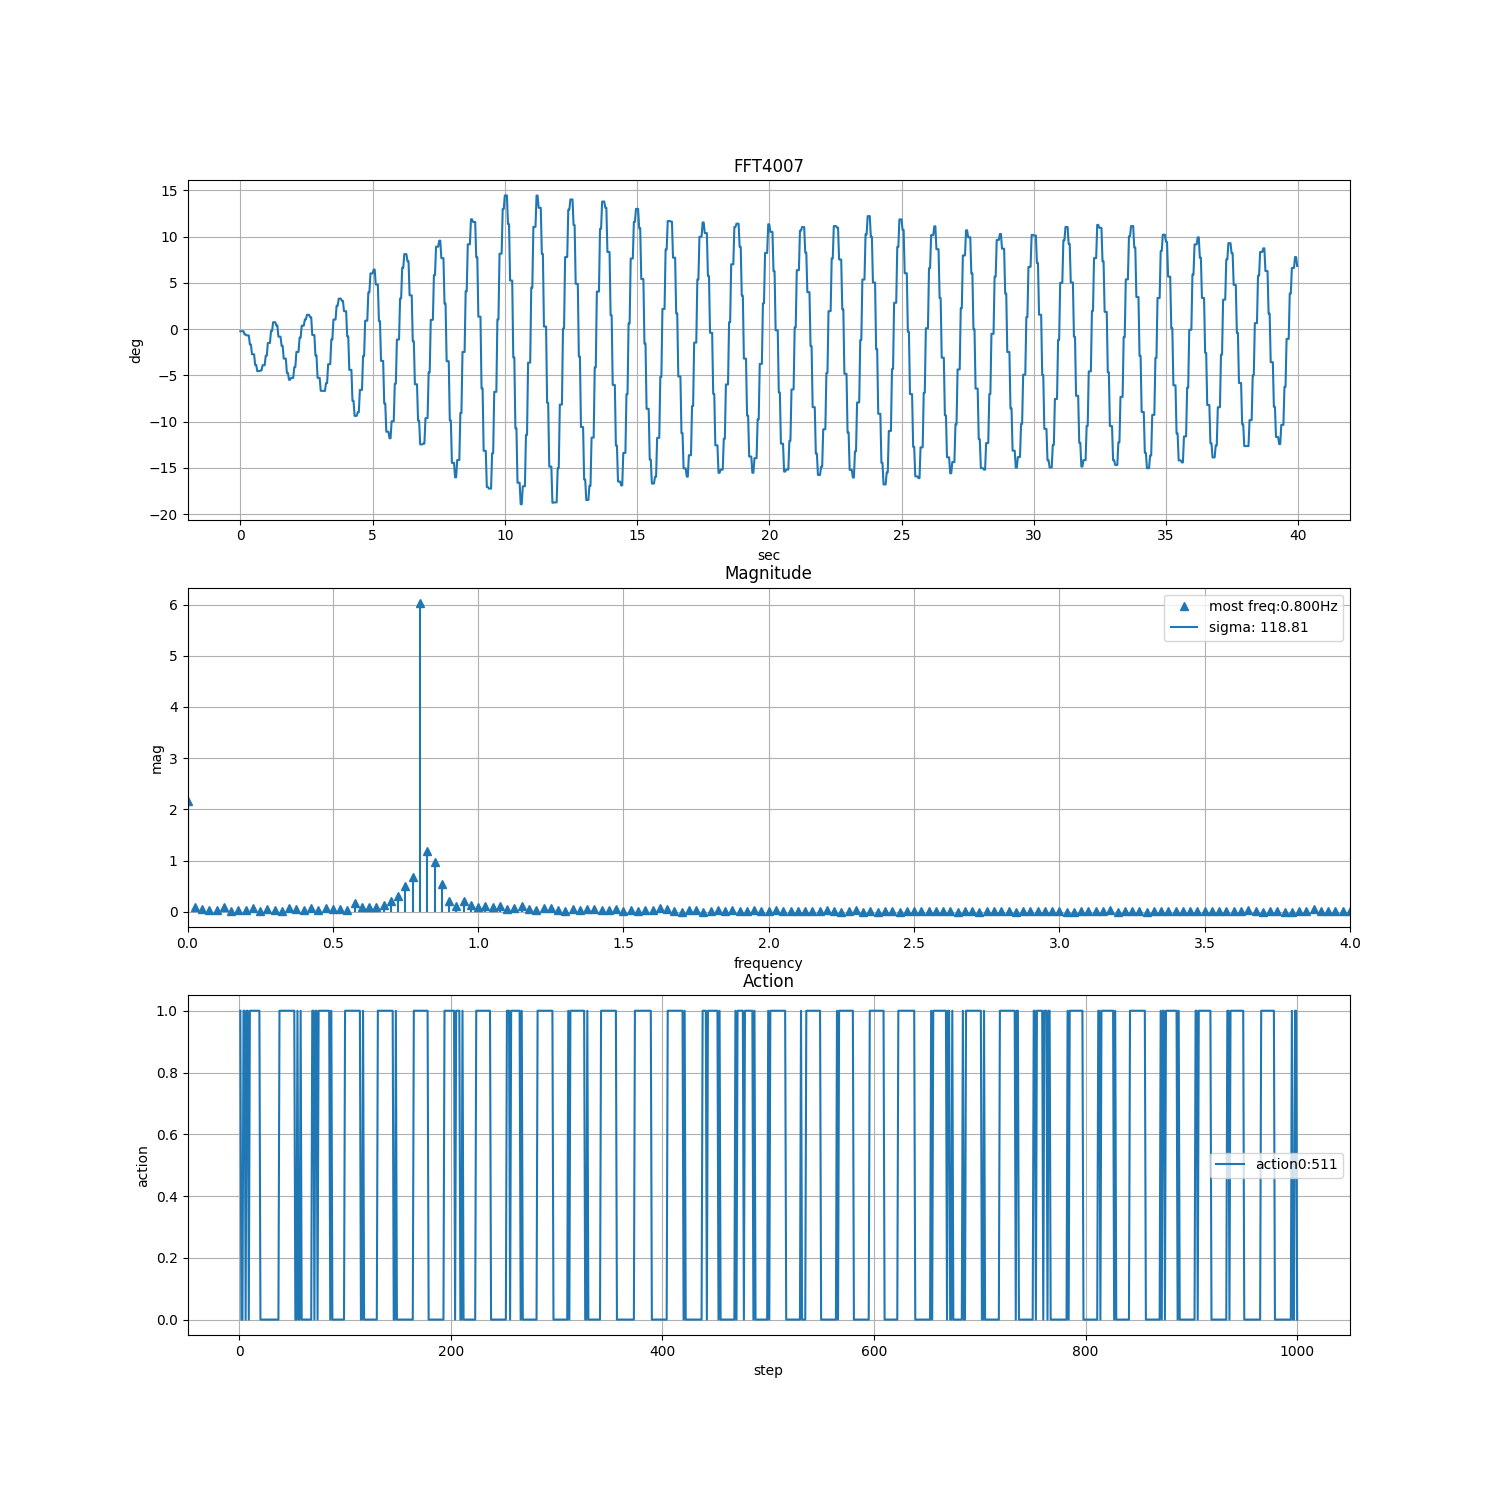 FFT4007
15
10
5
0
−5
−10
−15
−20
deg
0 5 10 15 20 25 30 35 40
sec
Magnitude
most freq:0.800Hz
sigma: 118.81
6
5
4
3
2
1
0
mag
0.0 0.5 1.0 1.5 2.0 2.5 3.0 3.5 4.0
frequency
Action
1.0
0.8
0.6
0.4
0.2
0.0
action
action0:511
0 200 400 600 800 1000
step